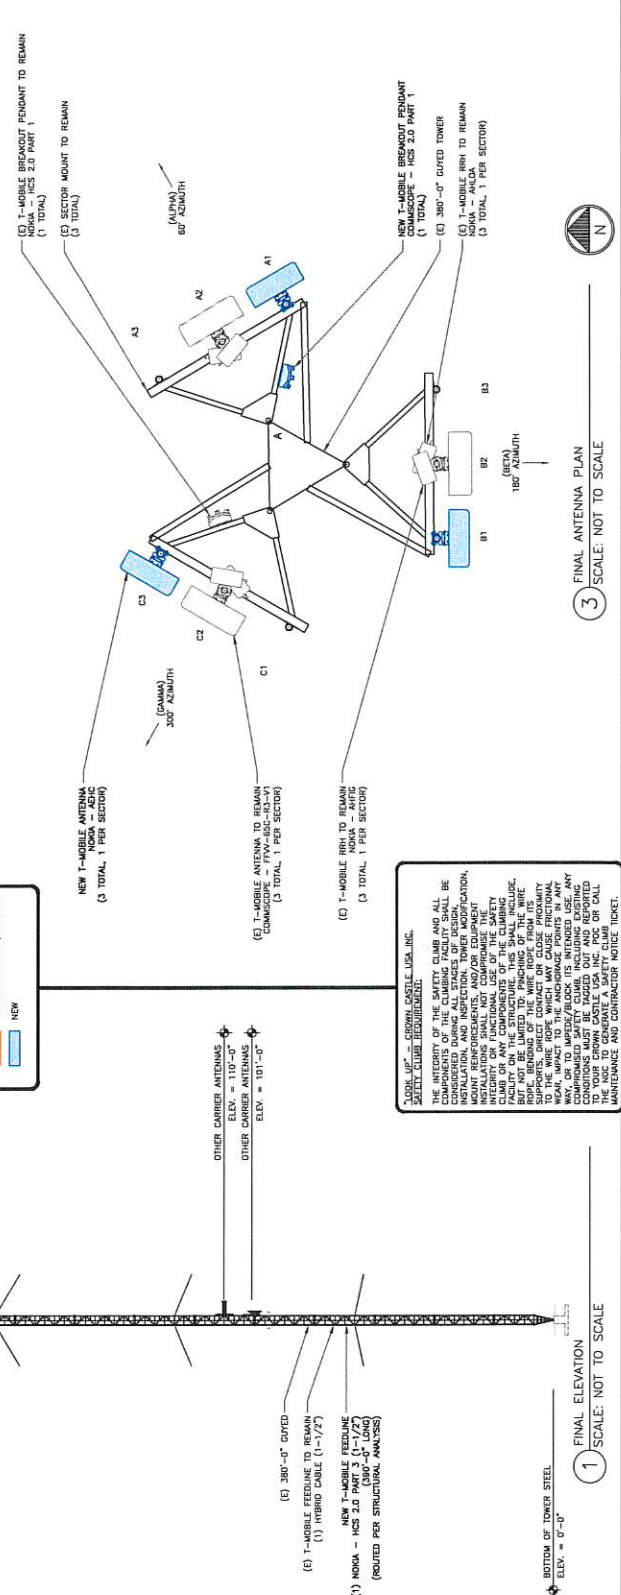 NEW
OTHER CARRIER ANTENNAS
ELEV. = 110'-0"
OTHER CARRIER ANTENNAS
ELEV. = 101'-0"
(E) 380'-0" GUYED
(E) T-MOBILE FEEDLINE TO REMAIN
(1) HYBRID CABLE (1-1/2")
NEW T-MOBILE FEEDLINE
(1) NOKIA - HCS 2.0 PART 3 (1-1/2")
(390'-0" LONG)
(ROUTED PER STRUCTURAL ANALYSIS)
BOTTOM OF TOWER STEEL
ELEV. = 0'-0"
1
FINAL ELEVATION
SCALE: NOT TO SCALE
"LOOK UP" - CROWN CASTLE USA INC.
SAFETY CLIMB REQUIREMENT:
THE INTEGRITY OF THE SAFETY CLIMB AND ALL
COMPONENTS OF THE CLIMBING FACILITY SHALL BE
CONSIDERED DURING ALL STAGES OF DESIGN,
INSTALLATION, AND INSPECTION. TOWER MODIFICATION,
MOUNT REINFORCEMENTS, AND/OR EQUIPMENT
INSTALLATIONS SHALL NOT COMPROMISE THE
INTEGRITY OR FUNCTIONAL USE OF THE SAFETY
CLIMB OR ANY COMPONENTS OF THE CLIMBING
FACILITY ON THE STRUCTURE. THIS SHALL INCLUDE,
BUT NOT BE LIMITED TO: PINCHING OF THE WIRE
ROPE, BENDING OF THE WIRE ROPE FROM ITS
SUPPORTS, DIRECT CONTACT OR CLOSE PROXIMITY
TO THE WIRE ROPE WHICH MAY CAUSE FRICTIONAL
WEAR, IMPACT TO THE ANCHORAGE POINTS IN ANY
WAY, OR TO IMPEDE/BLOCK ITS INTENDED USE. ANY
COMPROMISED SAFETY CLIMB, INCLUDING EXISTING
CONDITIONS MUST BE TAGGED OUT AND REPORTED
TO YOUR CROWN CASTLE USA INC. POC OR CALL
THE NOC TO GENERATE A SAFETY CLIMB
MAINTENANCE AND CONTRACTOR NOTICE TICKET.
NEW T-MOBILE ANTENNA
NOKIA - AEHC
(3 TOTAL, 1 PER SECTOR)
(E) T-MOBILE ANTENNA TO REMAIN
COMMSCOPE - FFVV-65C-R3-V1
(3 TOTAL, 1 PER SECTOR)
(E) T-MOBILE RRH TO REMAIN
NOKIA - AHFIG
(3 TOTAL, 1 PER SECTOR)
(GAMMA)
300° AZIMUTH
C1
C2
C3
(E) T-MOBILE BREAKOUT PENDANT TO REMAIN
NOKIA - HCS 2.0 PART 1
(1 TOTAL)
(E) SECTOR MOUNT TO REMAIN
(3 TOTAL)
(ALPHA)
60° AZIMUTH
A3
A2
A1
A
NEW T-MOBILE BREAKOUT PENDANT
COMMSCOPE - HCS 2.0 PART 1
(1 TOTAL)
(E) 380'-0" GUYED TOWER
(E) T-MOBILE RRH TO REMAIN
NOKIA - AHLOA
(3 TOTAL, 1 PER SECTOR)
B1
B2
B3
(BETA)
180° AZIMUTH
3
FINAL ANTENNA PLAN
SCALE: NOT TO SCALE
N